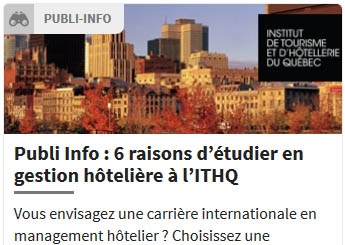 PUBLI-INFO
INSTITUT
DE TOURISME
ET D'HÔTELLERIE
DU QUÉBEC
Publi Info : 6 raisons d'étudier en
gestion hôtelière à l'ITHQ
Vous envisagez une carrière internationale en
management hôtelier ? Choisissez une